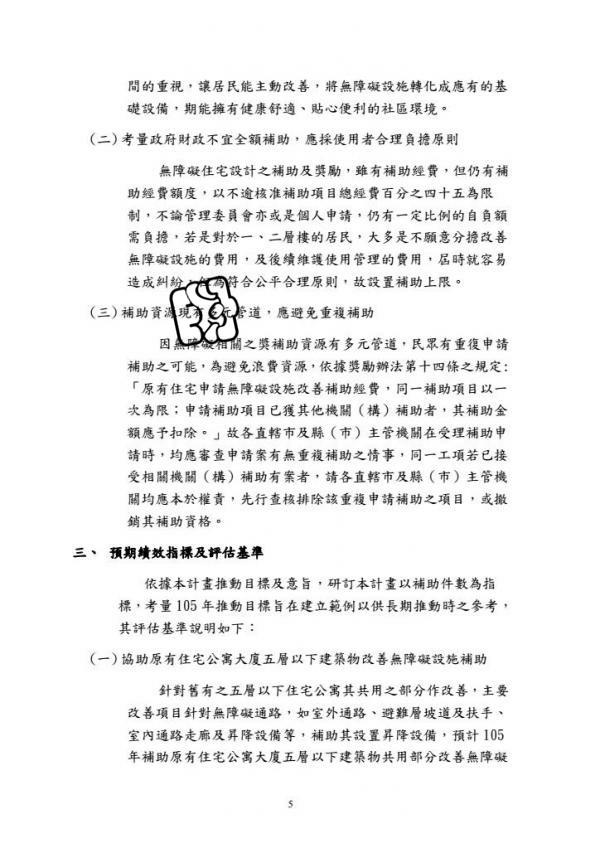 間的重視，讓居民能主動改善，將無障礙設施轉化成應有的基
礎設備，期能擁有健康舒適、貼心便利的社區環境。
(二)考量政府財政不宜全額補助，應採使用者合理負擔原則
無障礙住宅設計之補助及獎勵，雖有補助經費，但仍有補
助經費額度，以不逾核准補助項目總經費百分之四十五為限
制，不論管理委員會亦或是個人申請，仍有一定比例的自負額
需負擔，若是對於一、二層樓的居民，大多是不願意分擔改善
無障礙設施的費用，及後續維護使用管理的費用，屆時就容易
造成糾紛，但為符合公平合理原則，故設置補助上限。
(三)補助資源現有多元管道，應避免重複補助
因無障礙相關之獎補助資源有多元管道，民眾有重復申請
補助之可能，為避免浪費資源，依據獎勵辦法第十四條之規定:
「原有住宅申請無障礙設施改善補助經費，同一補助項目以一
次為限；申請補助項目已獲其他機關（構）補助者，其補助金
額應予扣除。」故各直轄市及縣（市）主管機關在受理補助申
請時，均應審查申請案有無重複補助之情事，同一工項若已接
受相關機關（構）補助有案者，請各直轄市及縣（市）主管機
關均應本於權責，先行查核排除該重複申請補助之項目，或撤
銷其補助資格。
三、 預期績效指標及評估基準
依據本計畫推動目標及意旨，研訂本計畫以補助件數為指
標，考量 105 年推動目標旨在建立範例以供長期推動時之參考，
其評估基準說明如下：
(一)協助原有住宅公寓大廈五層以下建築物改善無障礙設施補助
針對舊有之五層以下住宅公寓其共用之部分作改善，主要
改善項目針對無障礙通路，如室外通路、避難層坡道及扶手、
室內通路走廊及昇降設備等，補助其設置昇降設備，預計 105
年補助原有住宅公寓大廈五層以下建築物共用部分改善無障礙
5